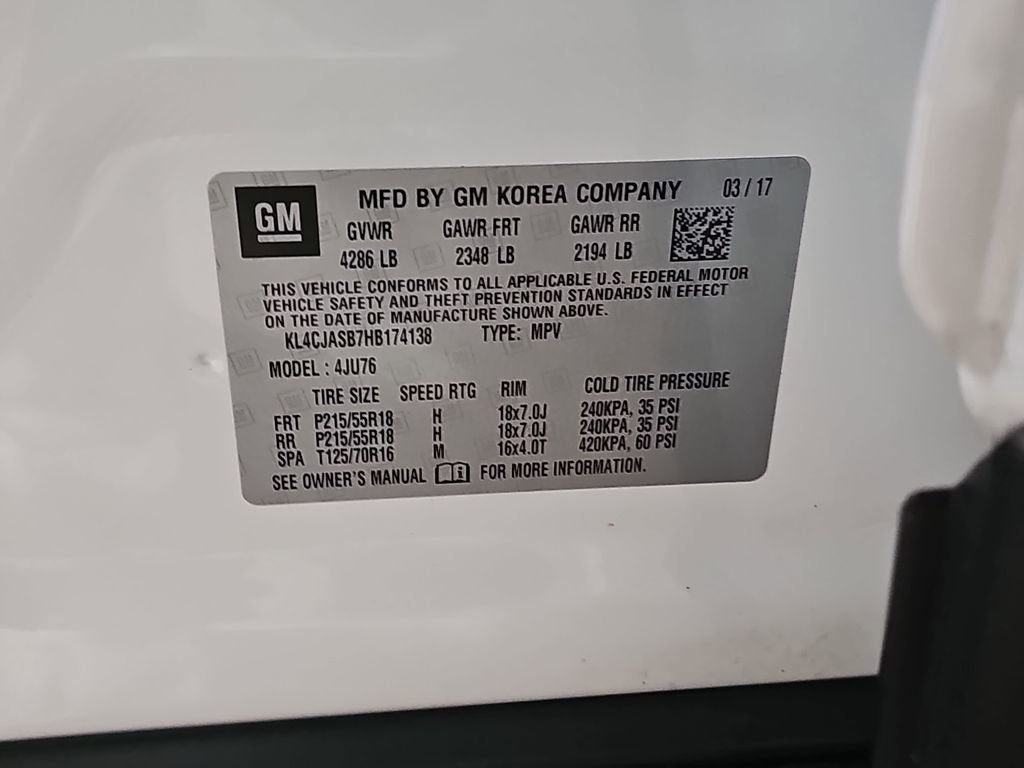 GM
MFD BY GM KOREA COMPANY 03 / 17
GVWR GAWR FRT GAWR RR
4286 LB 2348 LB 2194 LB
THIS VEHICLE CONFORMS TO ALL APPLICABLE U.S. FEDERAL MOTOR
VEHICLE SAFETY AND THEFT PREVENTION STANDARDS IN EFFECT
ON THE DATE OF MANUFACTURE SHOWN ABOVE.
KL4CJASB7HB174138 TYPE: MPV
MODEL : 4JU76
TIRE SIZE SPEED RTG RIM COLD TIRE PRESSURE
FRT P215/55R18 H 18x7.0J 240KPA, 35 PSI
RR P215/55R18 H 18x7.0J 240KPA, 35 PSI
SPA T125/70R16 M 16x4.0T 420KPA, 60 PSI
SEE OWNER'S MANUAL FOR MORE INFORMATION.